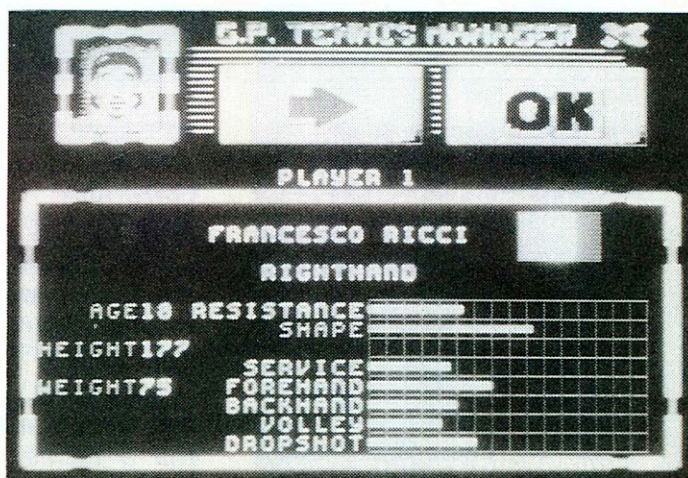 G.P. TENNIS MANAGER
OK
PLAYER 1
FRANCESCO RICCI
RIGHTHAND
AGE18 RESISTANCE
SHAPE
HEIGHT177
SERVICE
WEIGHT75 FOREHAND
BACKHAND
VOLLEY
DROPSHOT